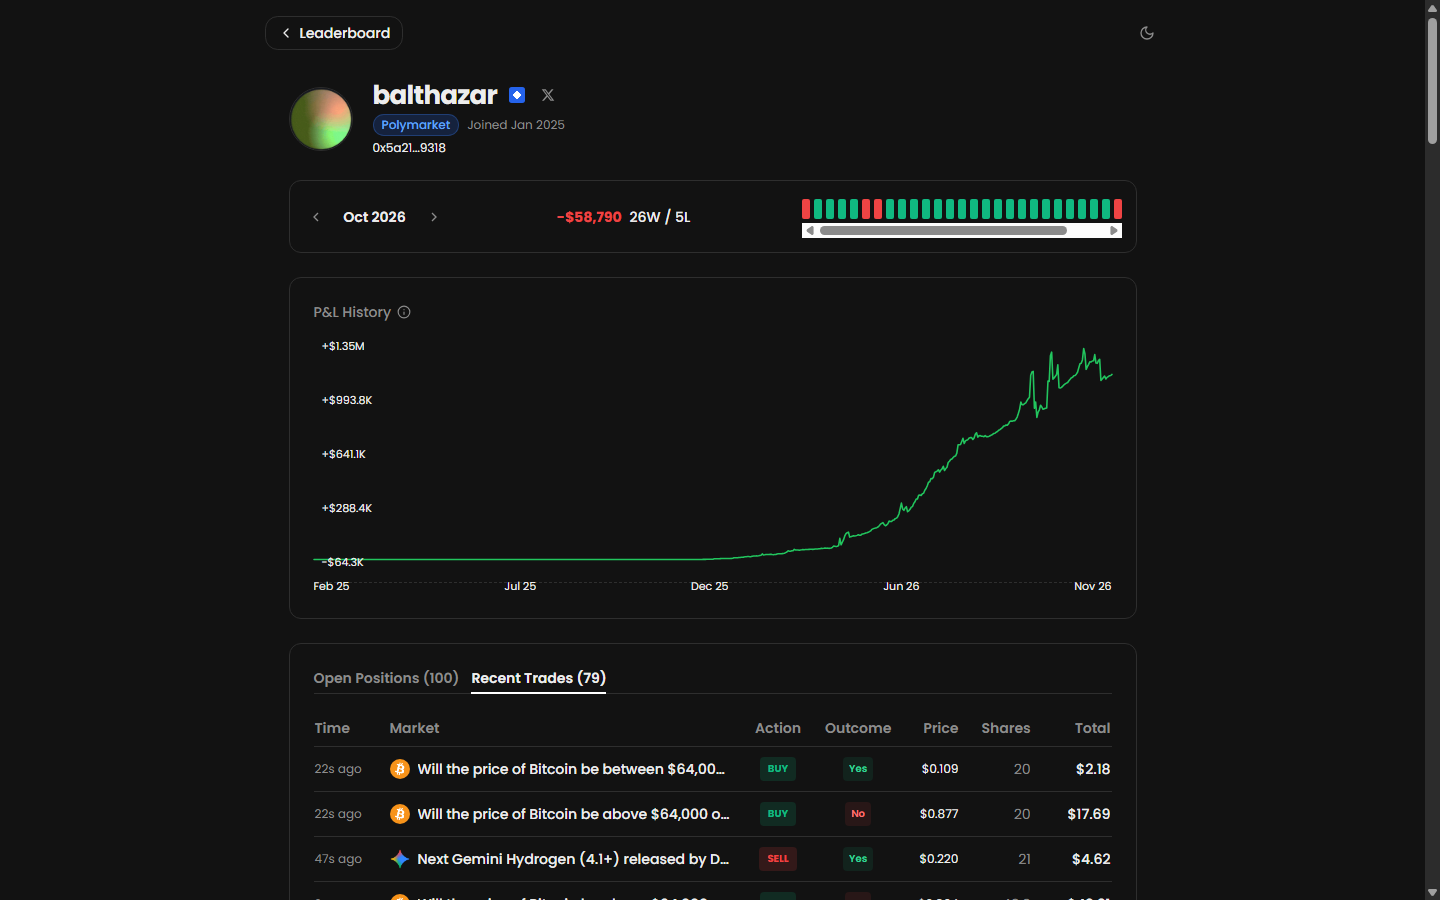 Leaderboard
balthazar
Polymarket Joined Jan 2025
0x5a21...9318
Oct 2026 -$58,790 26W / 5L
P&L History
+$1.35M
+$993.8K
+$641.1K
+$288.4K
-$64.3K
Feb 25 Jul 25 Dec 25 Jun 26 Nov 26
Open Positions (100) Recent Trades (79)
Time Market Action Outcome Price Shares Total
22s ago Will the price of Bitcoin be between $64,00... BUY Yes $0.109 20 $2.18
22s ago Will the price of Bitcoin be above $64,000 o... BUY No $0.877 20 $17.69
47s ago Next Gemini Hydrogen (4.1+) released by D... SELL Yes $0.220 21 $4.62